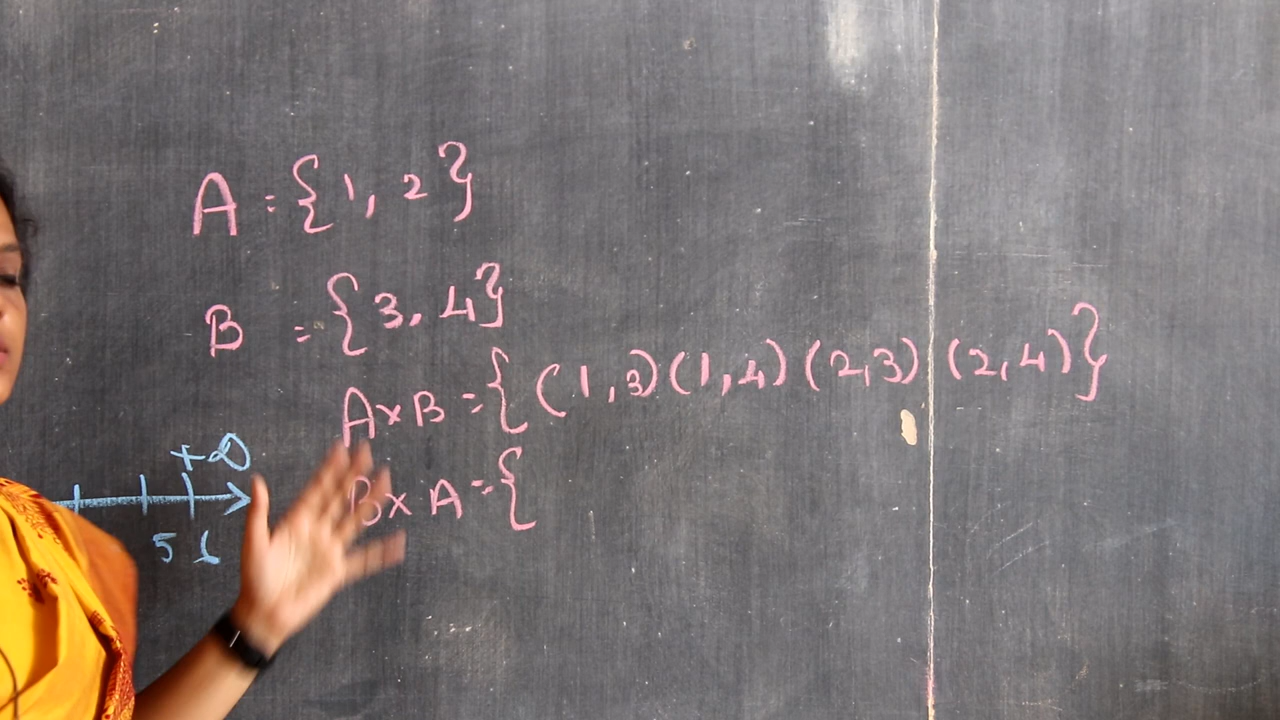 A = {1, 2}
B = {3, 4}
A×B = {(1,3)(1,4)(2,3)(2,4)}
B×A = {
+∞
5 6